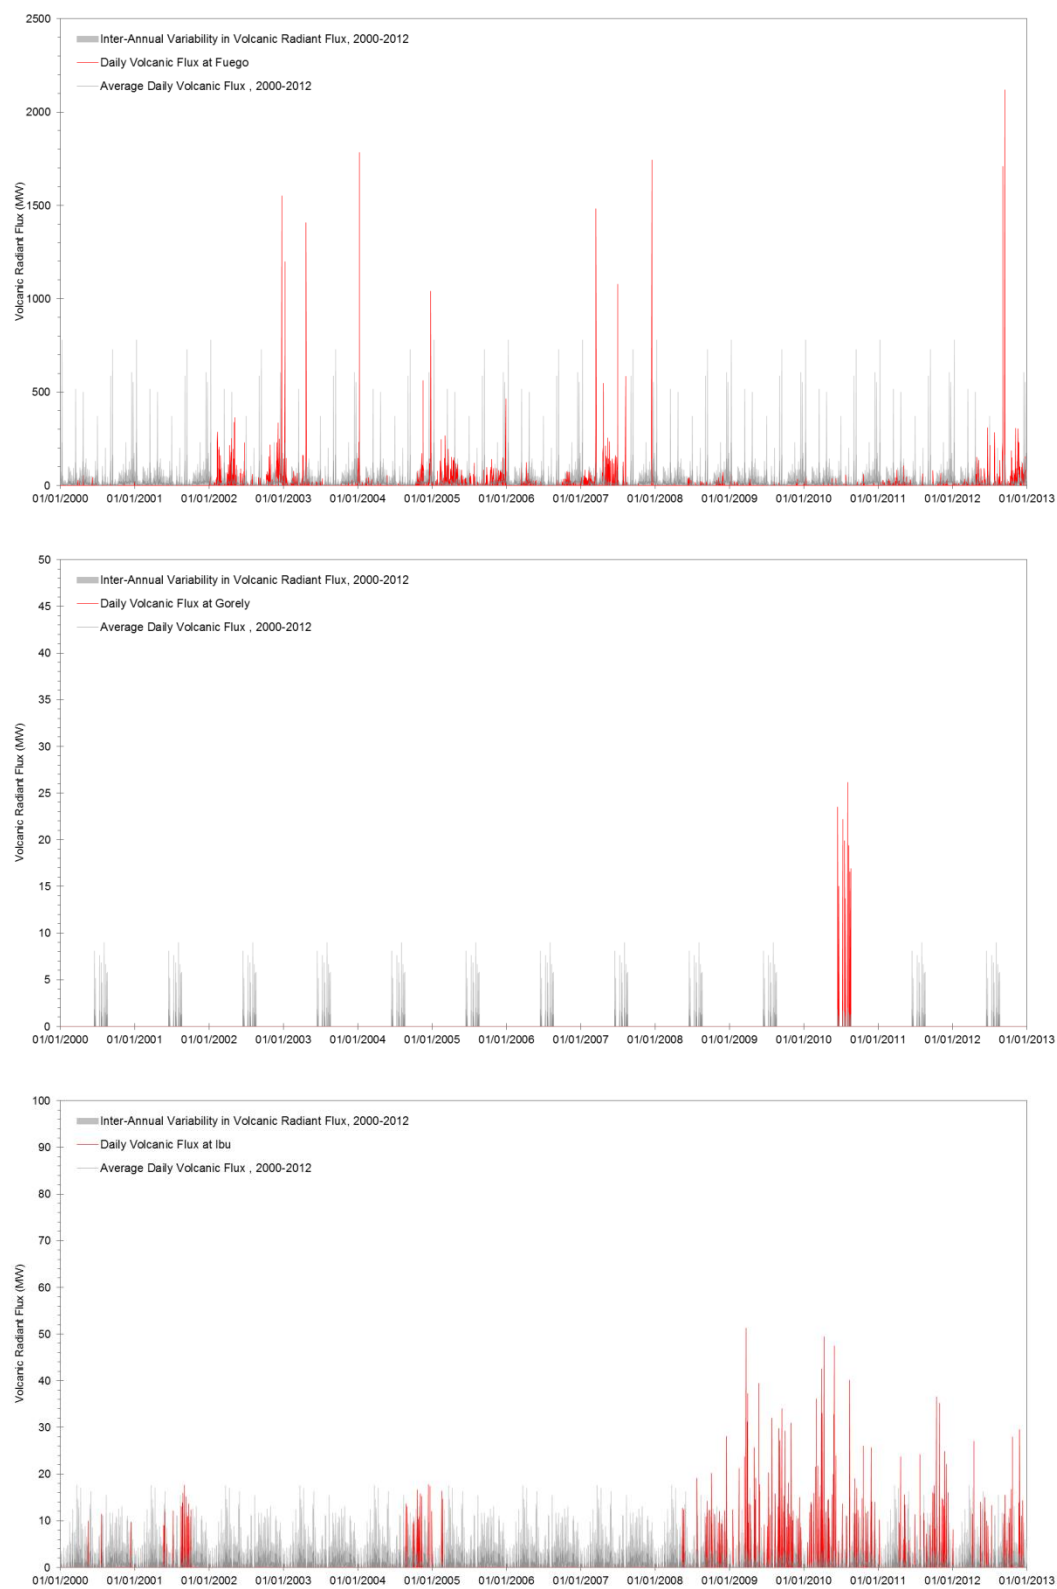 2500
2000
1500
1000
500
0
Volcanic Radiant Flux (MW)
Inter-Annual Variability in Volcanic Radiant Flux, 2000-2012
Daily Volcanic Flux at Fuego
Average Daily Volcanic Flux , 2000-2012
01/01/2000 01/01/2001 01/01/2002 01/01/2003 01/01/2004 01/01/2005 01/01/2006 01/01/2007 01/01/2008 01/01/2009 01/01/2010 01/01/2011 01/01/2012 01/01/2013
50
45
40
35
30
25
20
15
10
5
0
Volcanic Radiant Flux (MW)
Inter-Annual Variability in Volcanic Radiant Flux, 2000-2012
Daily Volcanic Flux at Gorely
Average Daily Volcanic Flux , 2000-2012
01/01/2000 01/01/2001 01/01/2002 01/01/2003 01/01/2004 01/01/2005 01/01/2006 01/01/2007 01/01/2008 01/01/2009 01/01/2010 01/01/2011 01/01/2012 01/01/2013
100
90
80
70
60
50
40
30
20
10
0
Volcanic Radiant Flux (MW)
Inter-Annual Variability in Volcanic Radiant Flux, 2000-2012
Daily Volcanic Flux at Ibu
Average Daily Volcanic Flux , 2000-2012
01/01/2000 01/01/2001 01/01/2002 01/01/2003 01/01/2004 01/01/2005 01/01/2006 01/01/2007 01/01/2008 01/01/2009 01/01/2010 01/01/2011 01/01/2012 01/01/2013